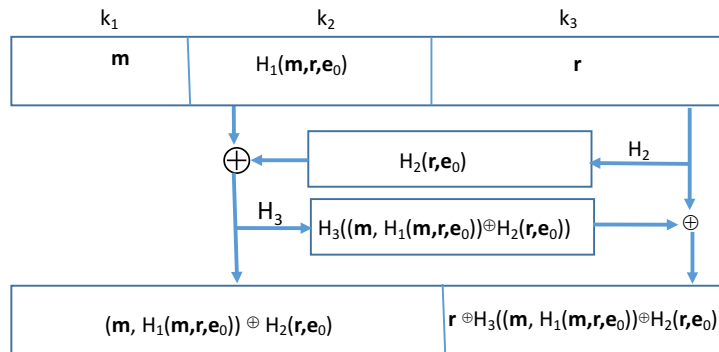 k₁ k₂ k₃
m H₁(m,r,e₀) r
H₂(r,e₀) H₂
H₃ H₃((m, H₁(m,r,e₀))⊕H₂(r,e₀))
(m, H₁(m,r,e₀)) ⊕ H₂(r,e₀) r ⊕H₃((m, H₁(m,r,e₀))⊕H₂(r,e₀)